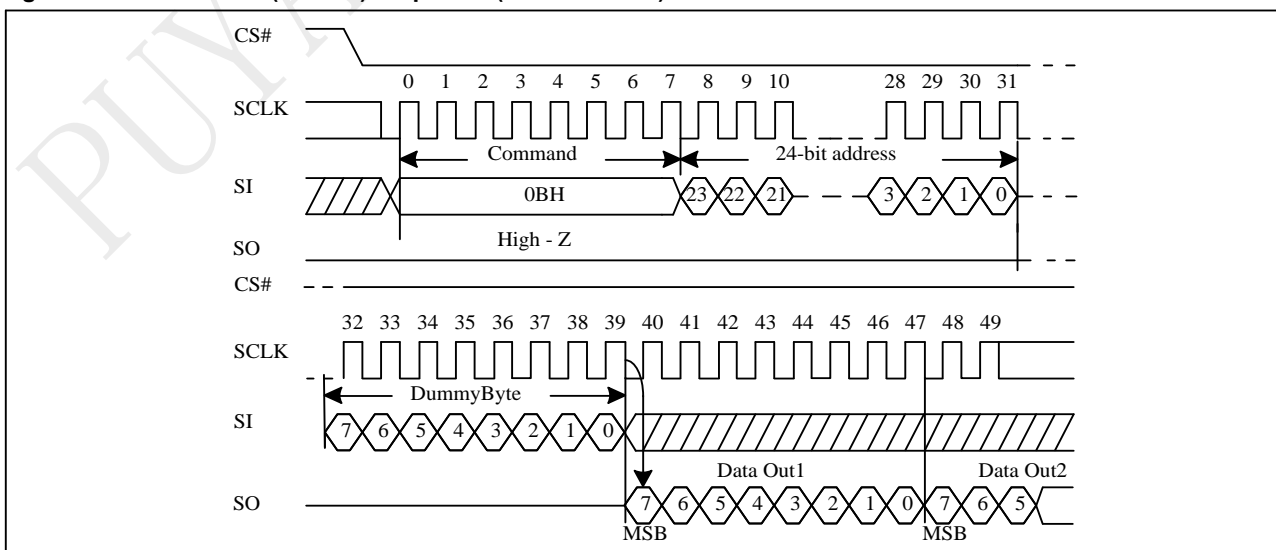 CS#
0 1 2 3 4 5 6 7 8 9 10 28 29 30 31
SCLK
Command 24-bit address
SI 0BH 23 22 21 3 2 1 0
High - Z
SO
CS#
32 33 34 35 36 37 38 39 40 41 42 43 44 45 46 47 48 49
SCLK
DummyByte
SI 7 6 5 4 3 2 1 0
Data Out1 Data Out2
SO 7 6 5 4 3 2 1 0 7 6 5
MSB MSB